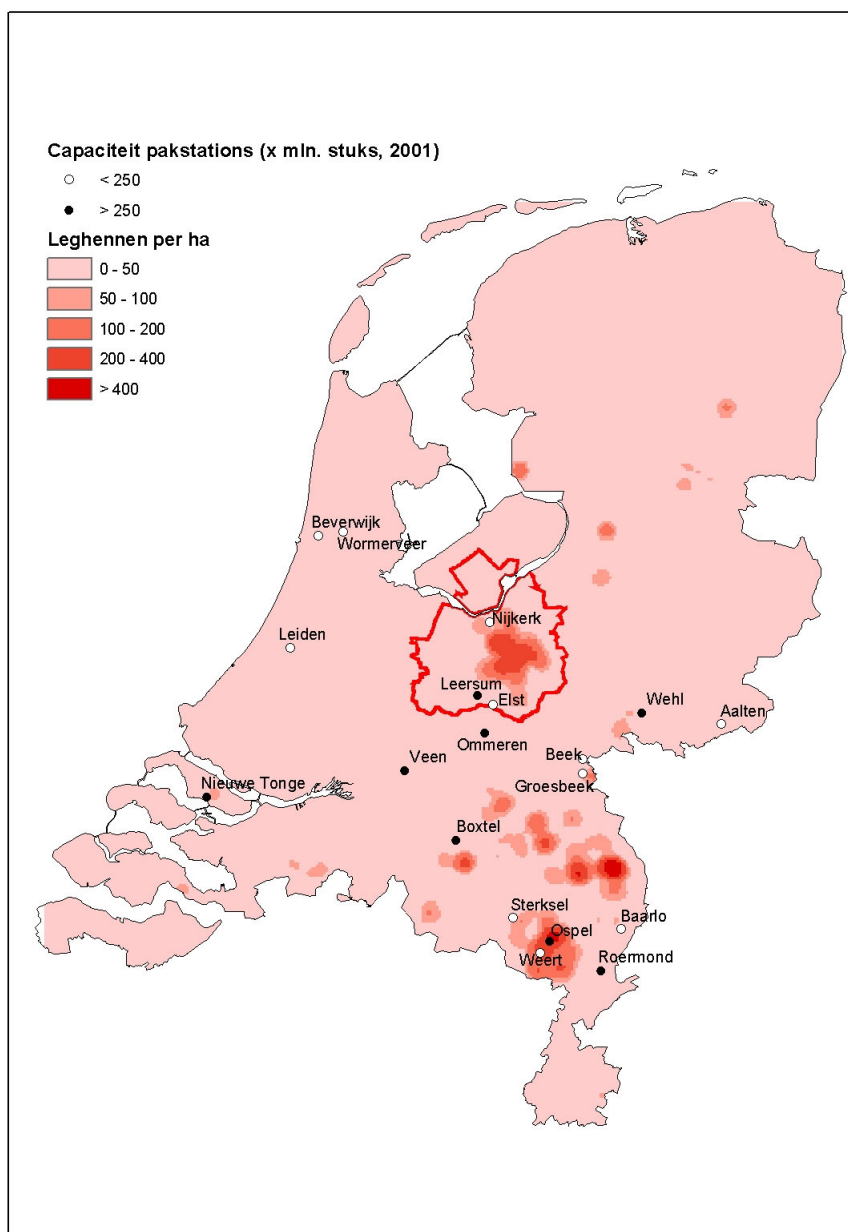 Capaciteit pakstations (x mln. stuks, 2001)
< 250
> 250
Leghennen per ha
0 - 50
50 - 100
100 - 200
200 - 400
> 400
Beverwijk
Wormerveer
Nijkerk
Leiden
Leersum
Elst
Wehl
Aalten
Ommeren
Veen
Beek
Groesbeek
Nieuwe Tonge
Boxtel
Sterksel
Baarlo
Ospel
Weert
Roermond